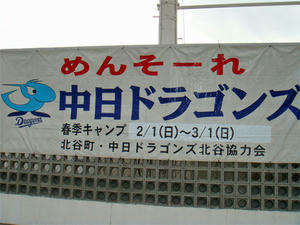 めんそーれ
中日ドラゴンズ
Dragons
春季キャンプ 2/1(日)～3/1(日)
北谷町・中日ドラゴンズ北谷協力会